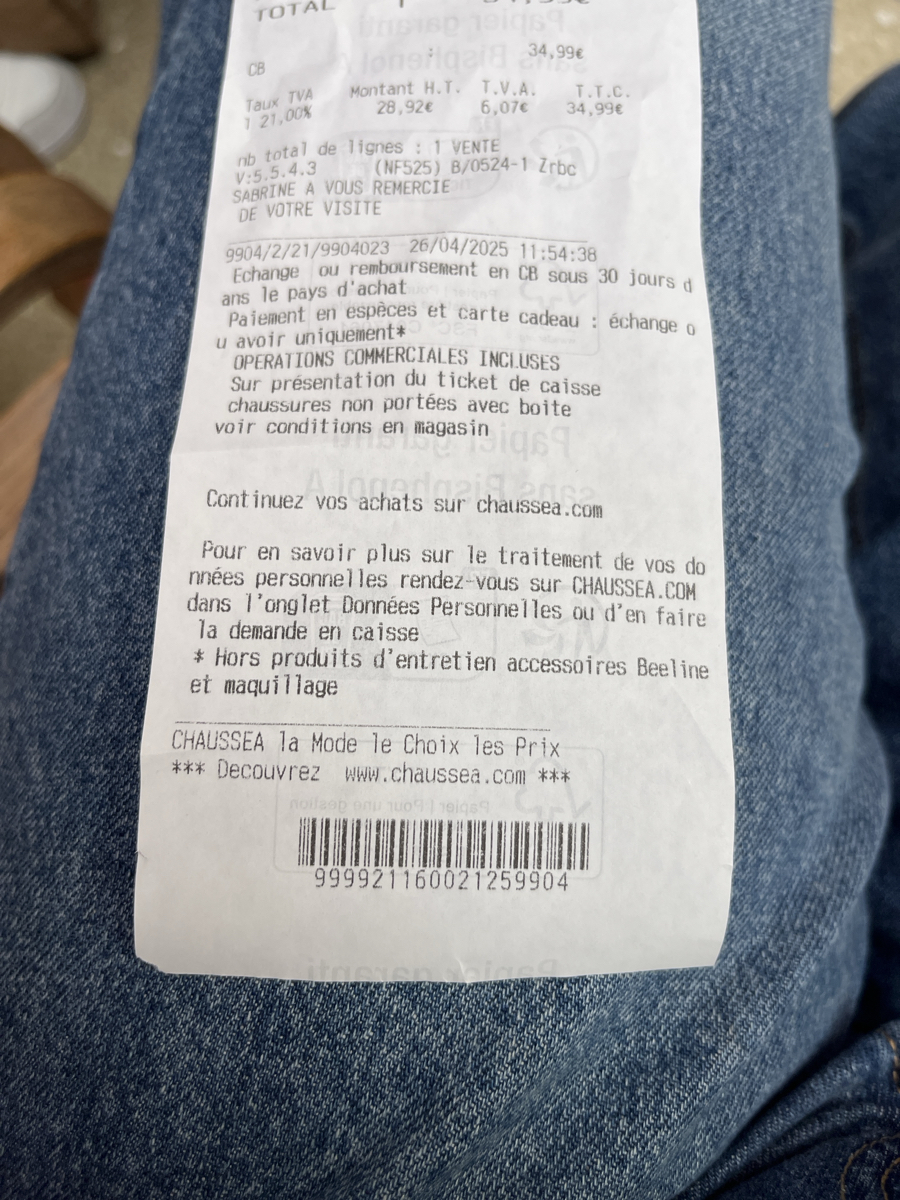 TOTAL 1
34,99€
CB
Taux TVA Montant H.T. T.V.A. T.T.C.
1 21,00% 28,92€ 6,07€ 34,99€
nb total de lignes : 1 VENTE
V:5.5.4.3 (NF525) B/0524-1 Zrbc
SABRINE A VOUS REMERCIE
DE VOTRE VISITE
9904/2/21/9904023 26/04/2025 11:54:38
Echange ou remboursement en CB sous 30 jours d
ans le pays d'achat
Paiement en espèces et carte cadeau : échange o
u avoir uniquement*
OPERATIONS COMMERCIALES INCLUSES
Sur présentation du ticket de caisse
chaussures non portées avec boite
voir conditions en magasin
Continuez vos achats sur chaussea.com
Pour en savoir plus sur le traitement de vos do
nnées personnelles rendez-vous sur CHAUSSEA.COM
dans l'onglet Données Personnelles ou d'en faire
la demande en caisse
* Hors produits d'entretien accessoires Beeline
et maquillage
CHAUSSEA la Mode le Choix les Prix
*** Decouvrez www.chaussea.com ***
999921160021259904